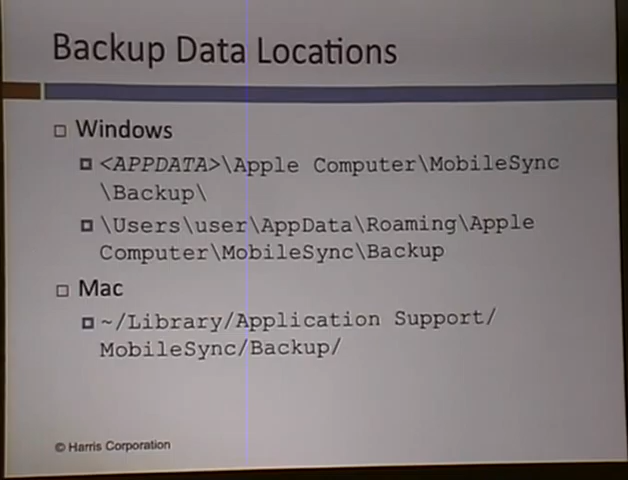 Backup Data Locations
Windows
<APPDATA>\Apple Computer\MobileSync
\Backup\
\Users\user\AppData\Roaming\Apple
Computer\MobileSync\Backup
Mac
~/Library/Application Support/
MobileSync/Backup/
© Harris Corporation